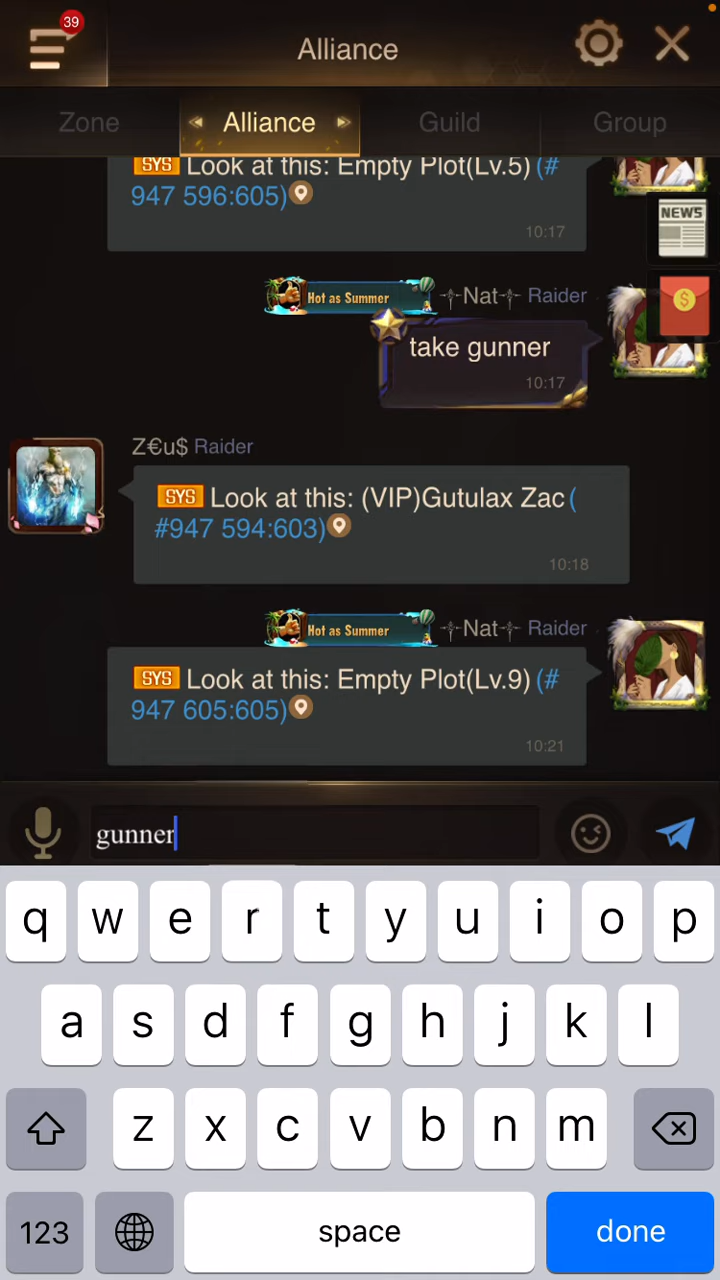 39
Alliance
Zone
Alliance
Guild
Group
SYS Look at this: Empty Plot(Lv.5) (#
947 596:605)
10:17
NEWS
Hot as Summer
Nat Raider
take gunner
10:17
Z€u$ Raider
SYS Look at this: (VIP)Gutulax Zac(
#947 594:603)
10:18
Hot as Summer
Nat Raider
SYS Look at this: Empty Plot(Lv.9) (#
947 605:605)
10:21
gunner
q w e r t y u i o p
a s d f g h j k l
z x c v b n m
123 space done